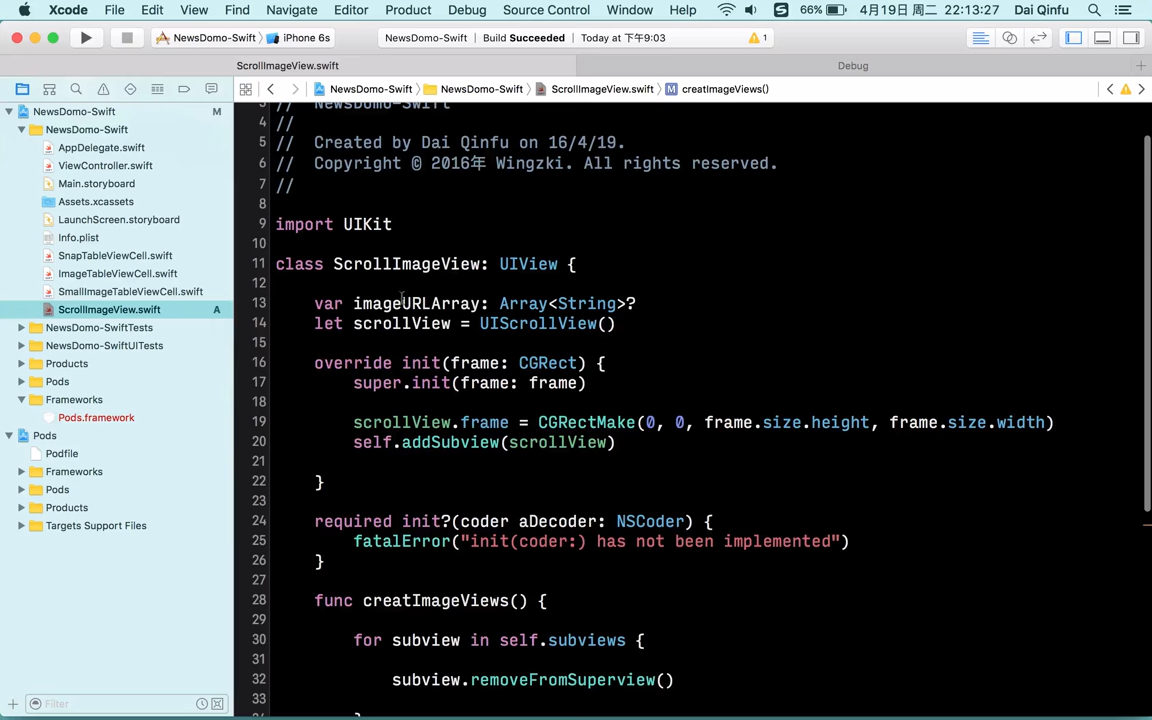 Xcode File Edit View Find Navigate Editor Product Debug Source Control Window Help 66% 4月19日 周二 22:13:27 Dai Qinfu
NewsDomo-Swift iPhone 6s NewsDomo-Swift Build Succeeded Today at 下午9:03 1
ScrollImageView.swift Debug
NewsDomo-Swift NewsDomo-Swift ScrollImageView.swift M creatImageViews()
NewsDomo-Swift M
NewsDomo-Swift
AppDelegate.swift
ViewController.swift
Main.storyboard
Assets.xcassets
LaunchScreen.storyboard
Info.plist
SnapTableViewCell.swift
ImageTableViewCell.swift
SmallImageTableViewCell.swift
ScrollImageView.swift A
NewsDomo-SwiftTests
NewsDomo-SwiftUITests
Products
Pods
Frameworks
Pods.framework
Pods
Podfile
Frameworks
Pods
Products
Targets Support Files
Filter
3 // NewsDomo-Swift
4 //
5 // Created by Dai Qinfu on 16/4/19.
6 // Copyright © 2016年 Wingzki. All rights reserved.
7 //
8
9 import UIKit
10
11 class ScrollImageView: UIView {
12
13 var imageURLArray: Array<String>?
14 let scrollView = UIScrollView()
15
16 override init(frame: CGRect) {
17 super.init(frame: frame)
18
19 scrollView.frame = CGRectMake(0, 0, frame.size.height, frame.size.width)
20 self.addSubview(scrollView)
21
22 }
23
24 required init?(coder aDecoder: NSCoder) {
25 fatalError("init(coder:) has not been implemented")
26 }
27
28 func creatImageViews() {
29
30 for subview in self.subviews {
31
32 subview.removeFromSuperview()
33